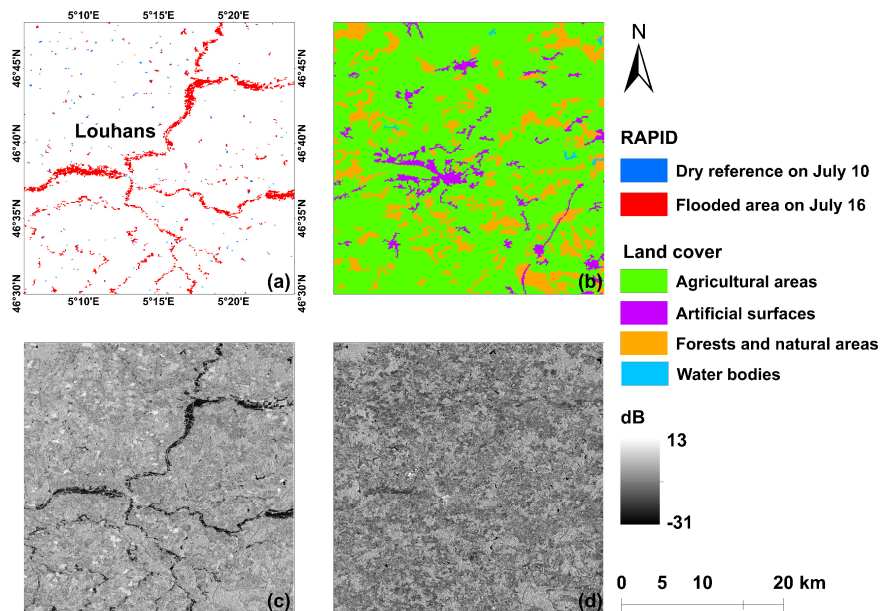 5°10'E 5°15'E 5°20'E
46°45'N 46°40'N 46°35'N 46°30'N
Louhans
46°45'N 46°40'N 46°35'N 46°30'N
(a)
5°10'E 5°15'E 5°20'E
(b)
N
RAPID
Dry reference on July 10
Flooded area on July 16
Land cover
Agricultural areas
Artificial surfaces
Forests and natural areas
Water bodies
(c)
(d)
dB
13
-31
0 5 10 20 km